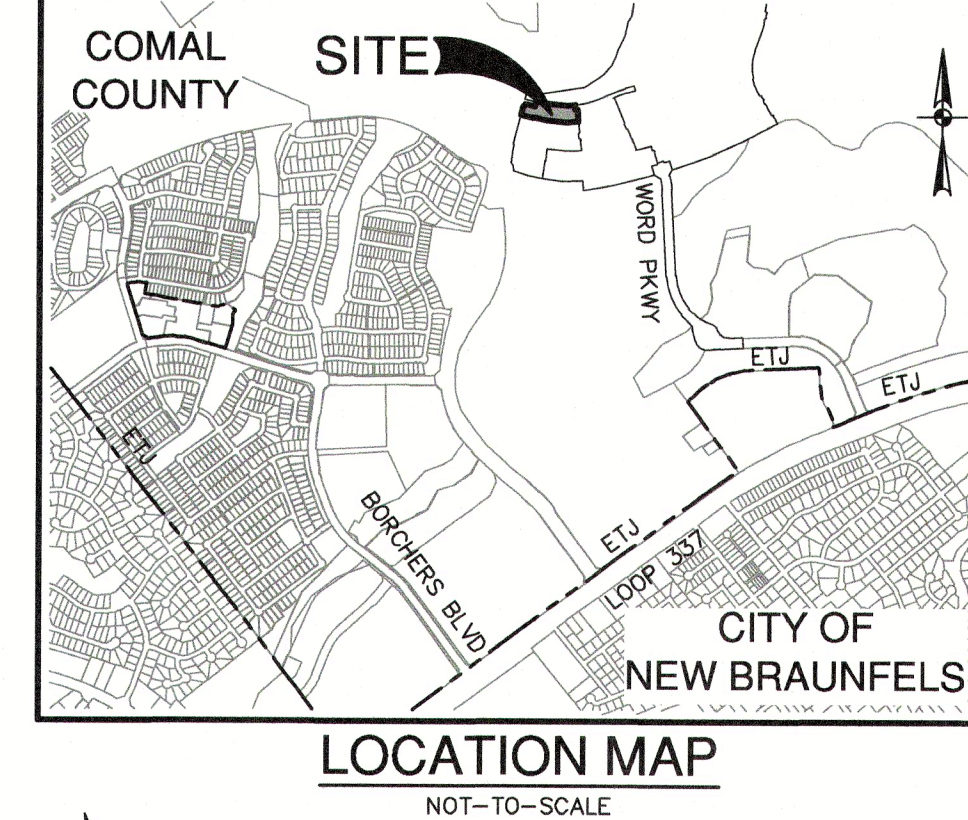 COMAL
COUNTY
SITE
WORD PKWY
ETJ
ETJ
ETJ
BORCHERS BLVD
ETJ
LOOP 337
CITY OF
NEW BRAUNFELS
LOCATION MAP
NOT-TO-SCALE